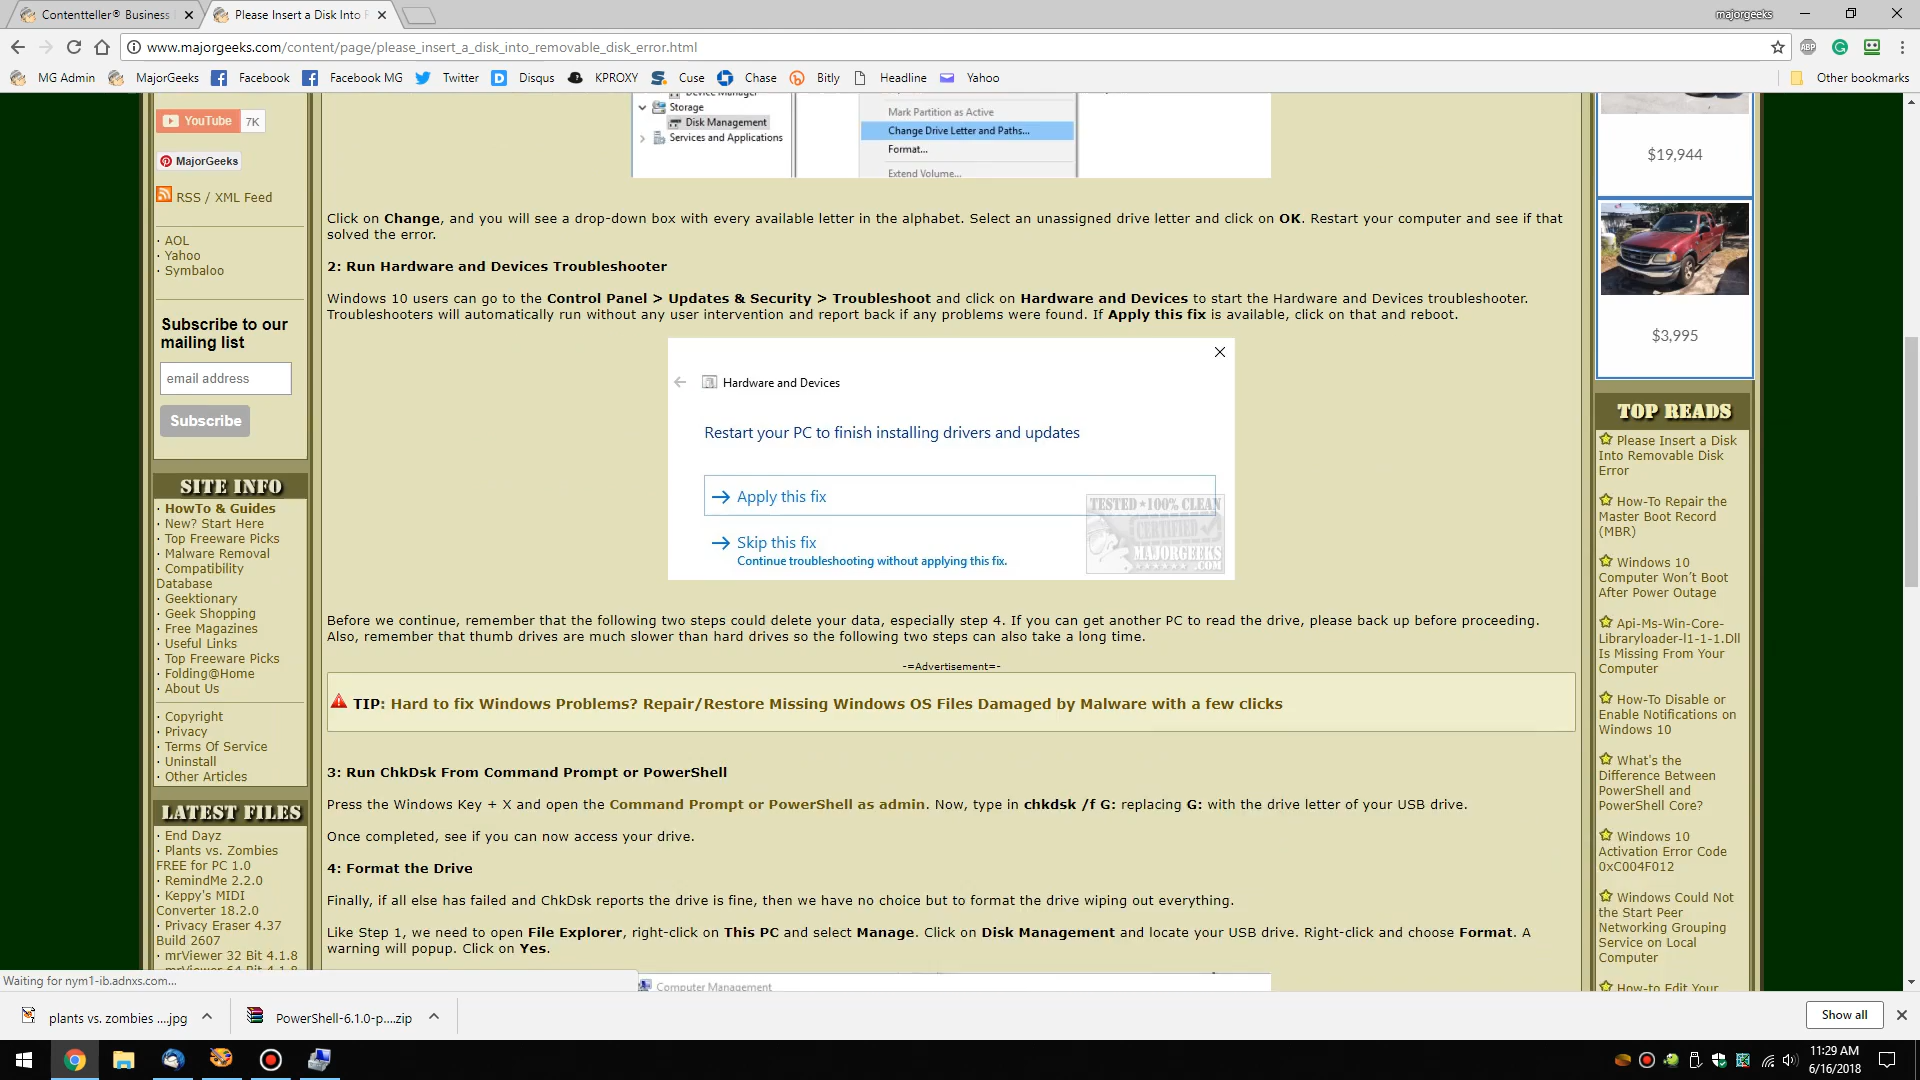 Contentteller® Business
Please Insert a Disk Into
majorgeeks
www.majorgeeks.com/content/page/please_insert_a_disk_into_removable_disk_error.html
MG Admin
MajorGeeks
Facebook
Facebook MG
Twitter
Disqus
KPROXY
Cuse
Chase
Bitly
Headline
Yahoo
Other bookmarks
YouTube
7K
MajorGeeks
RSS / XML Feed
· AOL
· Yahoo
· Symbaloo
Subscribe to our
mailing list
email address
Subscribe
SITE INFO
· HowTo & Guides
· New? Start Here
· Top Freeware Picks
· Malware Removal
· Compatibility
Database
· Geektionary
· Geek Shopping
· Free Magazines
· Useful Links
· Top Freeware Picks
· Folding@Home
· About Us
· Copyright
· Privacy
· Terms Of Service
· Uninstall
· Other Articles
LATEST FILES
· End Dayz
· Plants vs. Zombies
FREE for PC 1.0
· RemindMe 2.2.0
· Keppy's MIDI
Converter 18.2.0
· Privacy Eraser 4.37
Build 2607
· mrViewer 32 Bit 4.1.8
· mrViewer 64 Bit 4.1.8
Device Manager
Storage
Disk Management
Services and Applications
Mark Partition as Active
Change Drive Letter and Paths...
Format...
Extend Volume...
Click on Change, and you will see a drop-down box with every available letter in the alphabet. Select an unassigned drive letter and click on OK. Restart your computer and see if that
solved the error.
2: Run Hardware and Devices Troubleshooter
Windows 10 users can go to the Control Panel > Updates & Security > Troubleshoot and click on Hardware and Devices to start the Hardware and Devices troubleshooter.
Troubleshooters will automatically run without any user intervention and report back if any problems were found. If Apply this fix is available, click on that and reboot.
Hardware and Devices
Restart your PC to finish installing drivers and updates
Apply this fix
Skip this fix
Continue troubleshooting without applying this fix.
TESTED ★100% CLEAN
CERTIFIED
MAJORGEEKS
.COM
Before we continue, remember that the following two steps could delete your data, especially step 4. If you can get another PC to read the drive, please back up before proceeding.
Also, remember that thumb drives are much slower than hard drives so the following two steps can also take a long time.
-=Advertisement=-
TIP: Hard to fix Windows Problems? Repair/Restore Missing Windows OS Files Damaged by Malware with a few clicks
3: Run ChkDsk From Command Prompt or PowerShell
Press the Windows Key + X and open the Command Prompt or PowerShell as admin. Now, type in chkdsk /f G: replacing G: with the drive letter of your USB drive.
Once completed, see if you can now access your drive.
4: Format the Drive
Finally, if all else has failed and ChkDsk reports the drive is fine, then we have no choice but to format the drive wiping out everything.
Like Step 1, we need to open File Explorer, right-click on This PC and select Manage. Click on Disk Management and locate your USB drive. Right-click and choose Format. A
warning will popup. Click on Yes.
Computer Management
$19,944
$3,995
TOP READS
Please Insert a Disk
Into Removable Disk
Error
How-To Repair the
Master Boot Record
(MBR)
Windows 10
Computer Won't Boot
After Power Outage
Api-Ms-Win-Core-
Libraryloader-l1-1-1.Dll
Is Missing From Your
Computer
How-To Disable or
Enable Notifications on
Windows 10
What's the
Difference Between
PowerShell and
PowerShell Core?
Windows 10
Activation Error Code
0xC004F012
Windows Could Not
the Start Peer
Networking Grouping
Service on Local
Computer
How-to Edit Your
Waiting for nym1-ib.adnxs.com...
plants vs. zombies ....jpg
PowerShell-6.1.0-p....zip
Show all
11:29 AM
6/16/2018